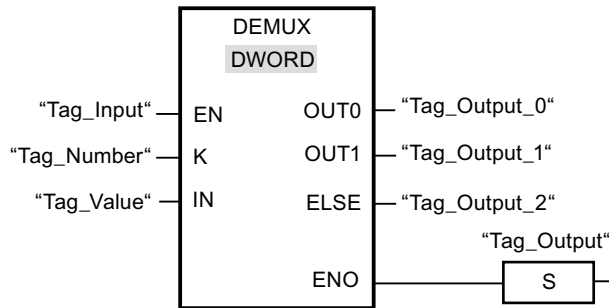 DEMUX
DWORD
“Tag_Input“ EN OUT0 “Tag_Output_0“
“Tag_Number“ K OUT1 “Tag_Output_1“
“Tag_Value“ IN ELSE “Tag_Output_2“
“Tag_Output“
ENO S